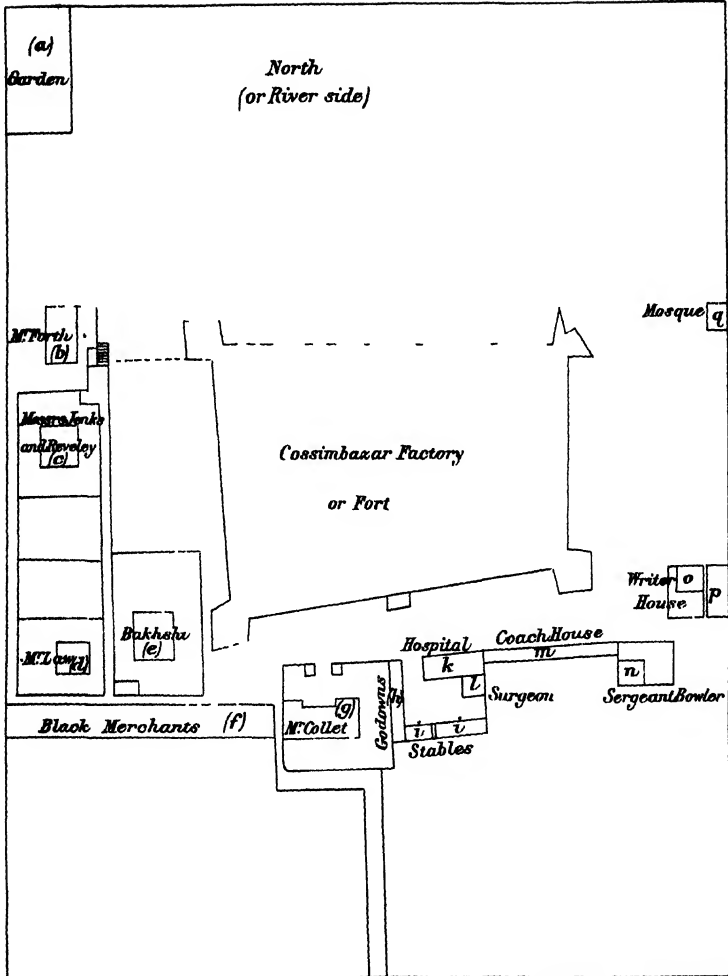 (a)
Garden
North
(or River side)
Mosque q
Mr. Forth
(b)
Messrs Jenks
and Reveley
(c)
Cossimbazar Factory
or Fort
Writer o p
House
Bakhshi
(e)
Mr. Law (d)
Hospital
k
l
Surgeon
Coach House
m
n
Sergeant Bowler
Black Merchants (f)
(g)
Mr. Collet
Godowns
(h)
i i
Stables